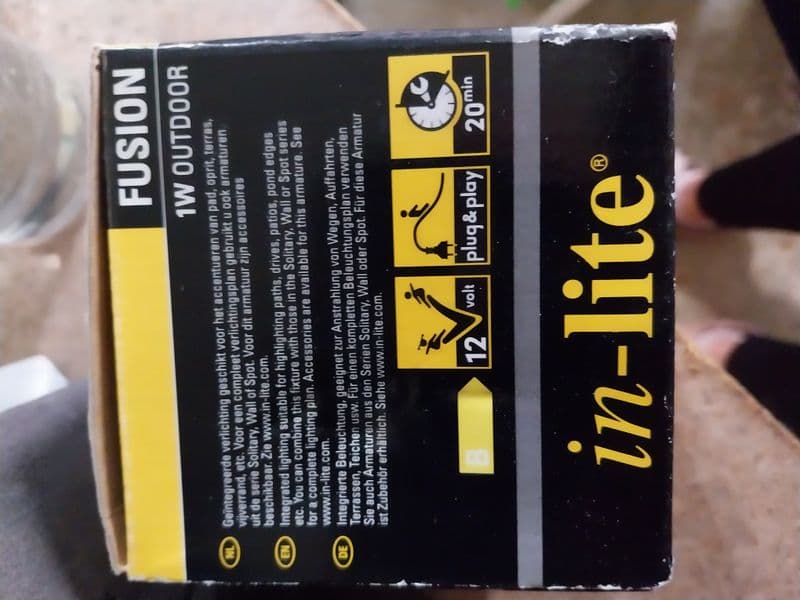 FUSION
1W OUTDOOR
NL
Geïntegreerde verlichting geschikt voor het accentueren van pad, oprit, terras,
vijverrand, etc. Voor een compleet verlichtingsplan gebruikt u ook armaturen
uit de serie Solitary, Wall of Spot. Voor dit armatuur zijn accessoires
beschikbaar. Zie www.in-lite.com.
EN
Integrated lighting suitable for highlighting paths, drives, patios, pond edges
etc. You can combine this fixture with those in the Solitary, Wall or Spot series
for a complete lighting plan. Accessories are available for this armature. See
www.in-lite.com.
DE
Integrierte Beleuchtung, geeignet zur Anstrahlung von Wegen, Auffahrten,
Terrassen, Teichen usw. Für einen kompletten Beleuchtungsplan verwenden
Sie auch Armaturen aus den Serien Solitary, Wall oder Spot. Für diese Armatur
ist Zubehör erhältlich. Siehe www.in-lite.com.
B
12 volt
plug&play
20 min
in-lite®